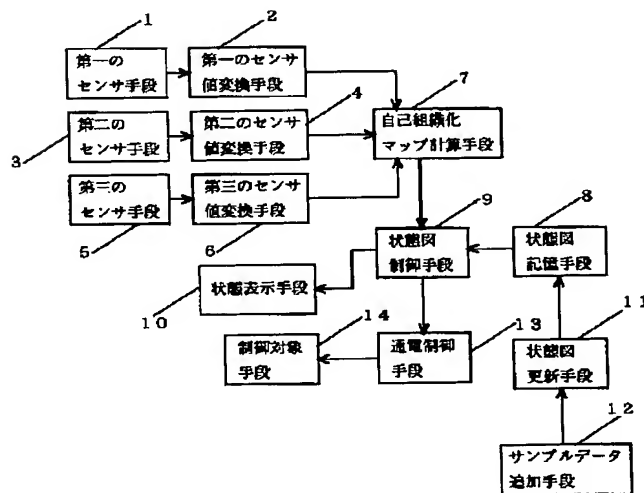 1
2
第一の
センサ手段
第一のセンサ
値変換手段
7
3
第二の
センサ手段
4
第二のセンサ
値変換手段
自己組織化
マップ計算手段
5
第三の
センサ手段
6
第三のセンサ
値変換手段
9
状態図
制御手段
8
状態図
記憶手段
10
状態表示手段
11
状態図
更新手段
14
制御対象
手段
13
通電制御
手段
12
サンプルデータ
追加手段